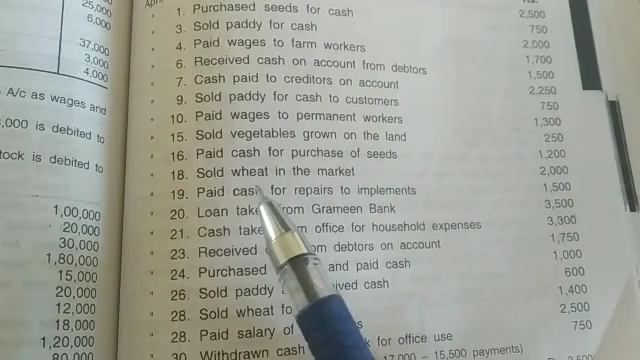 25,000
6,000
37,000
3,000
4,000
A/c as wages and
,000 is debited to
tock is debited to
1,00,000
20,000
30,000
1,80,000
15,000
20,000
12,000
18,000
1,20,000
80,000
April
" 1. Purchased seeds for cash 2,500
" 3. Sold paddy for cash 750
" 4. Paid wages to farm workers 2,000
" 6. Received cash on account from debtors 1,700
" 7. Cash paid to creditors on account 1,500
" 9. Sold paddy for cash to customers 2,250
" 10. Paid wages to permanent workers 750
" 15. Sold vegetables grown on the land 1,300
" 16. Paid cash for purchase of seeds 250
" 18. Sold wheat in the market 1,200
" 19. Paid cash for repairs to implements 2,000
" 20. Loan from Grameen Bank 1,500
" 21. Cash office for household expenses 3,500
" 23. Received debtors on account 3,300
" 24. Purchased and paid cash 1,750
" 26. Sold paddy cash 1,000
" 28. Sold wheat 600
" 28. Paid salary of 1,400
" 30. Withdrawn cash for office use 2,500
750
17,000 – 15,500 payments)